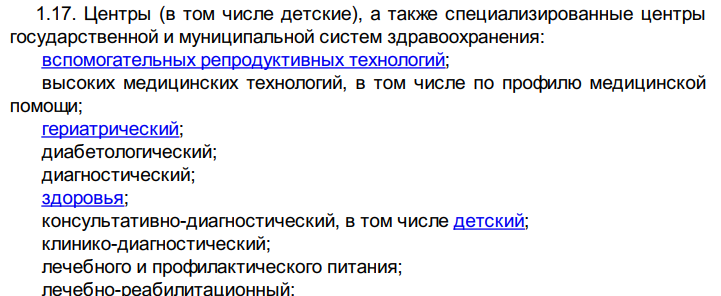 1.17. Центры (в том числе детские), а также специализированные центры
государственной и муниципальной систем здравоохранения:
вспомогательных репродуктивных технологий;
высоких медицинских технологий, в том числе по профилю медицинской
помощи;
гериатрический;
диабетологический;
диагностический;
здоровья;
консультативно-диагностический, в том числе детский;
клинико-диагностический;
лечебного и профилактического питания;
лечебно-реабилитационный;